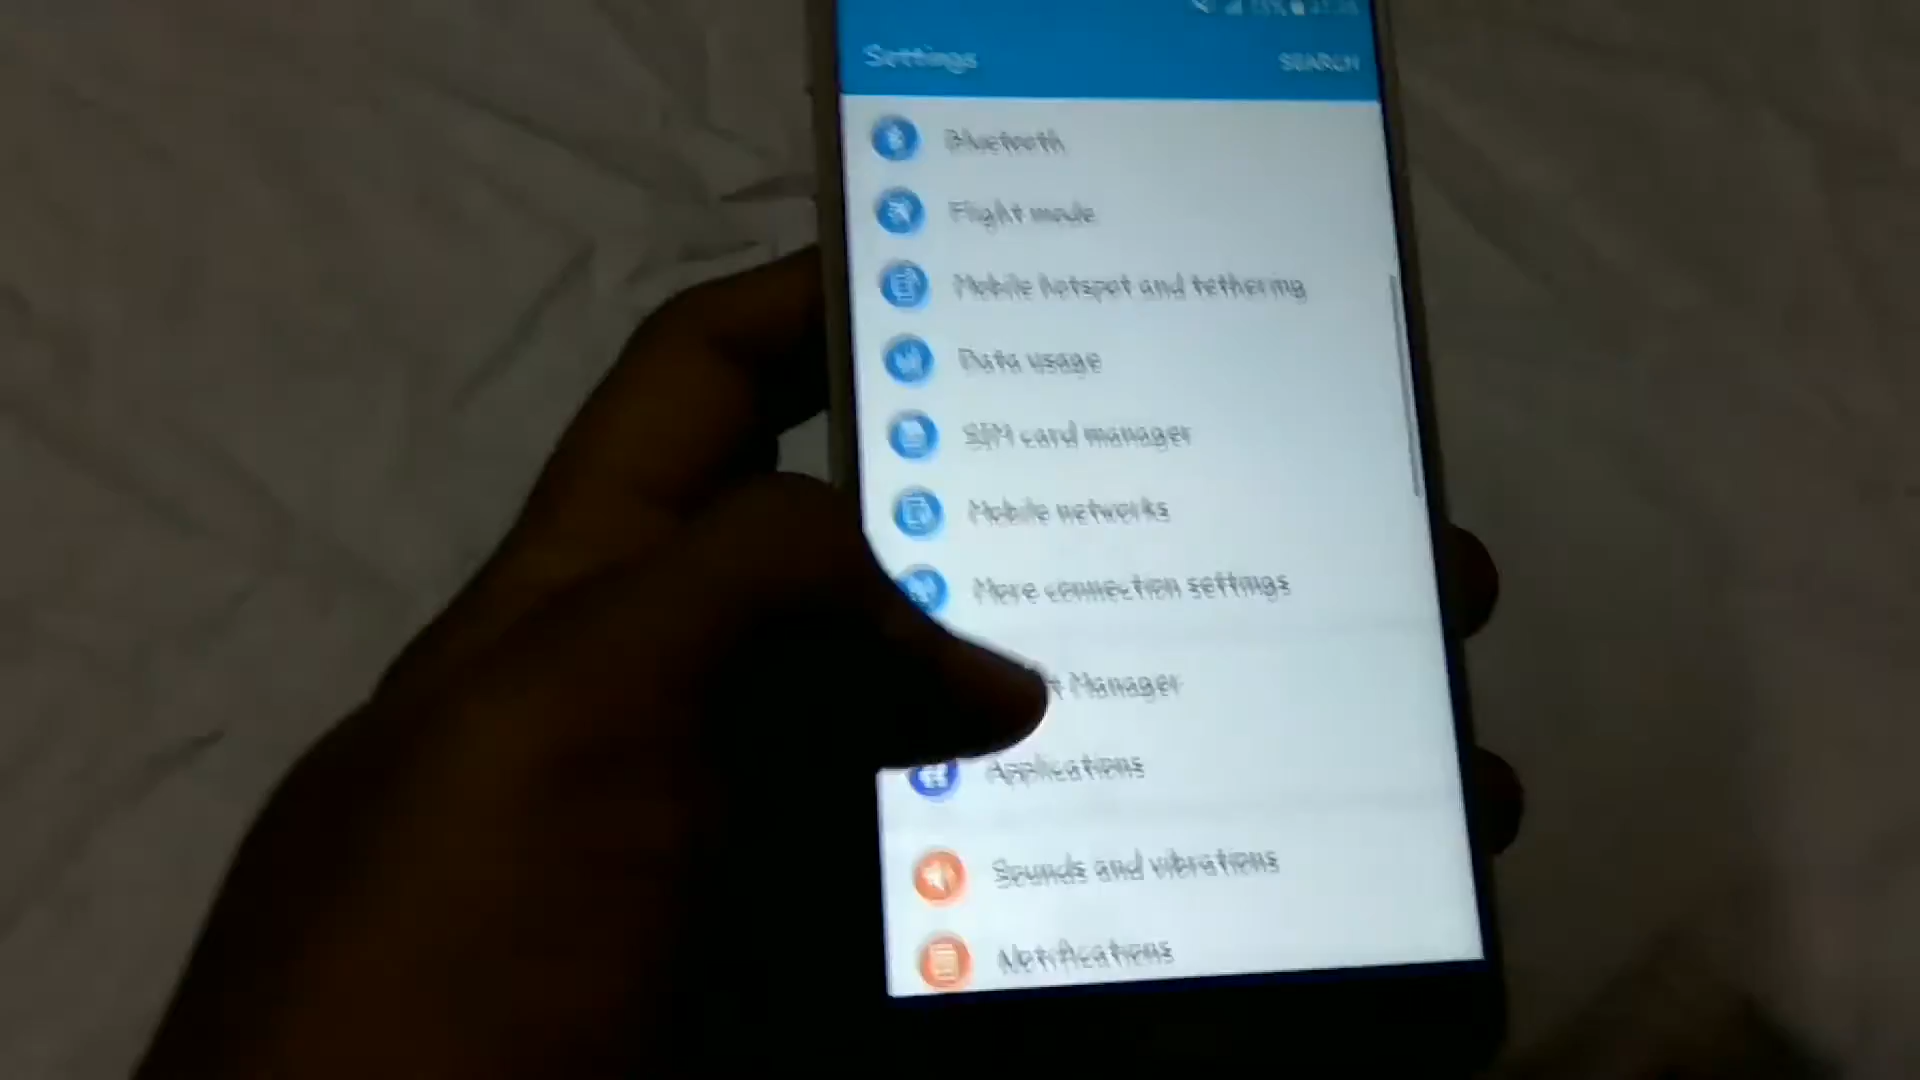 Settings
SEARCH
Bluetooth
Flight mode
Mobile hotspot and tethering
Data usage
SIM card manager
Mobile networks
More connection settings
t Manager
Applications
Sounds and vibrations
Notifications